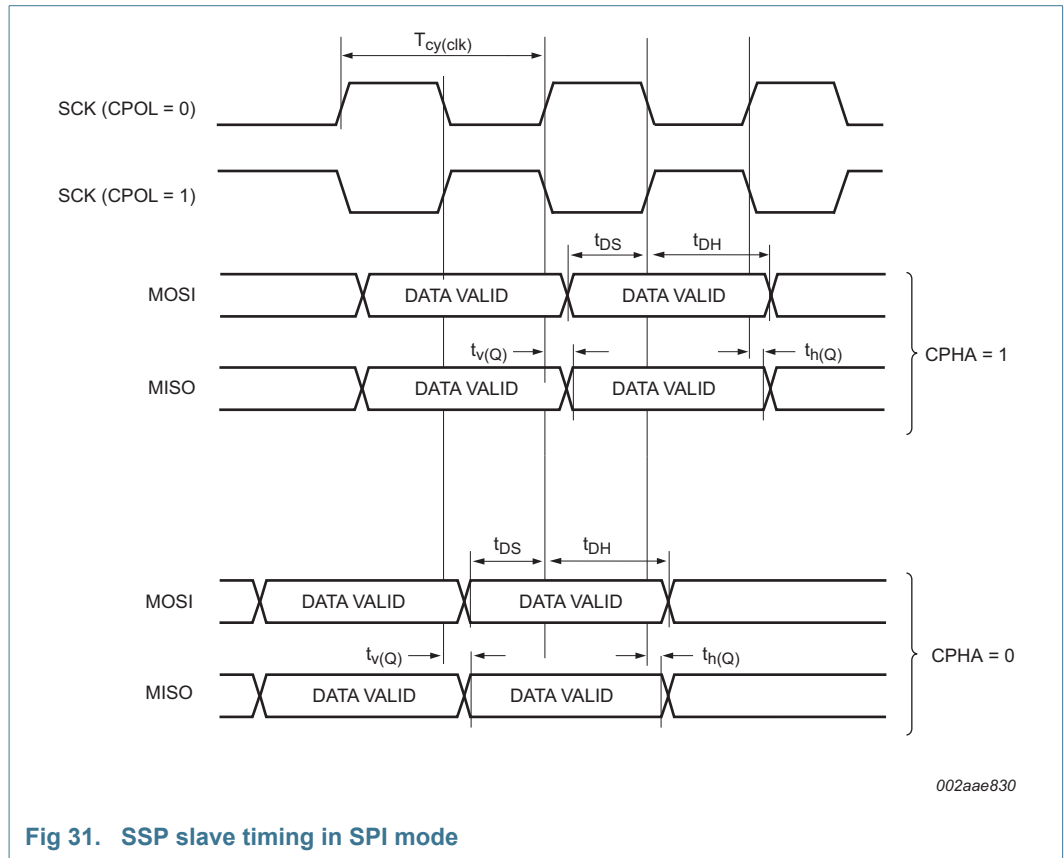 T_cy(clk)
SCK (CPOL = 0)
SCK (CPOL = 1)
t_DS t_DH
MOSI DATA VALID DATA VALID
t_v(Q) t_h(Q)
CPHA = 1
MISO DATA VALID DATA VALID
t_DS t_DH
MOSI DATA VALID DATA VALID
t_v(Q) t_h(Q)
CPHA = 0
MISO DATA VALID DATA VALID
002aae830
Fig 31. SSP slave timing in SPI mode